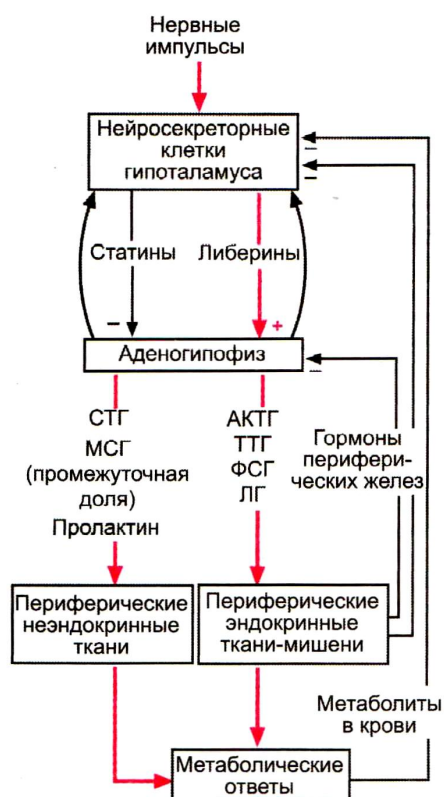 Нервные
импульсы
Нейросекреторные
клетки
гипоталамуса
–
–
Статины
Либерины
–
+
Аденогипофиз
–
СТГ
МСГ
(промежуточная
доля)
Пролактин
АКТГ
ТТГ
ФСГ
ЛГ
Гормоны
перифери-
ческих желез
Периферические
неэндокринные
ткани
Периферические
эндокринные
ткани-мишени
Метаболиты
в крови
Метаболические
ответы